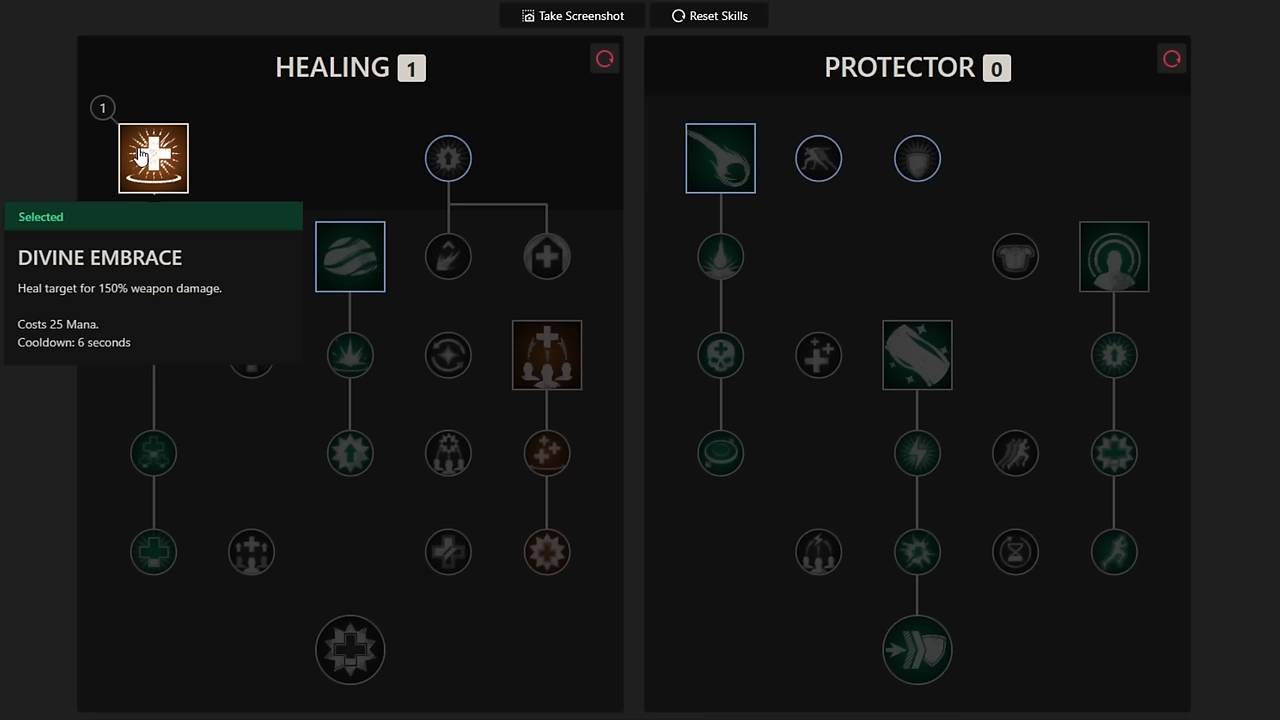 Take Screenshot
Reset Skills
HEALING 1
PROTECTOR 0
1
Selected
DIVINE EMBRACE
Heal target for 150% weapon damage.
Costs 25 Mana.
Cooldown: 6 seconds